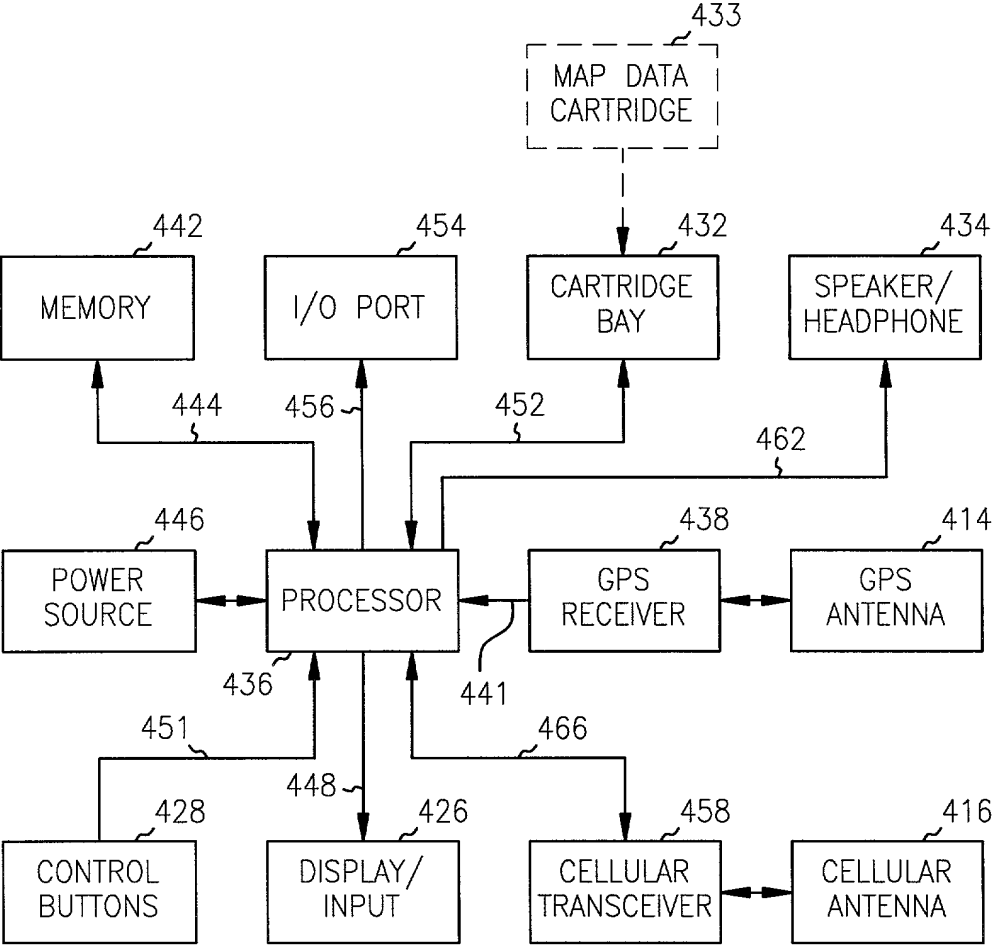 433
MAP DATA
CARTRIDGE
442
454
432
434
MEMORY
I/O PORT
CARTRIDGE
BAY
SPEAKER/
HEADPHONE
444
456
452
462
446
438
414
POWER
SOURCE
PROCESSOR
GPS
RECEIVER
GPS
ANTENNA
436
441
451
466
448
428
426
458
416
CONTROL
BUTTONS
DISPLAY/
INPUT
CELLULAR
TRANSCEIVER
CELLULAR
ANTENNA